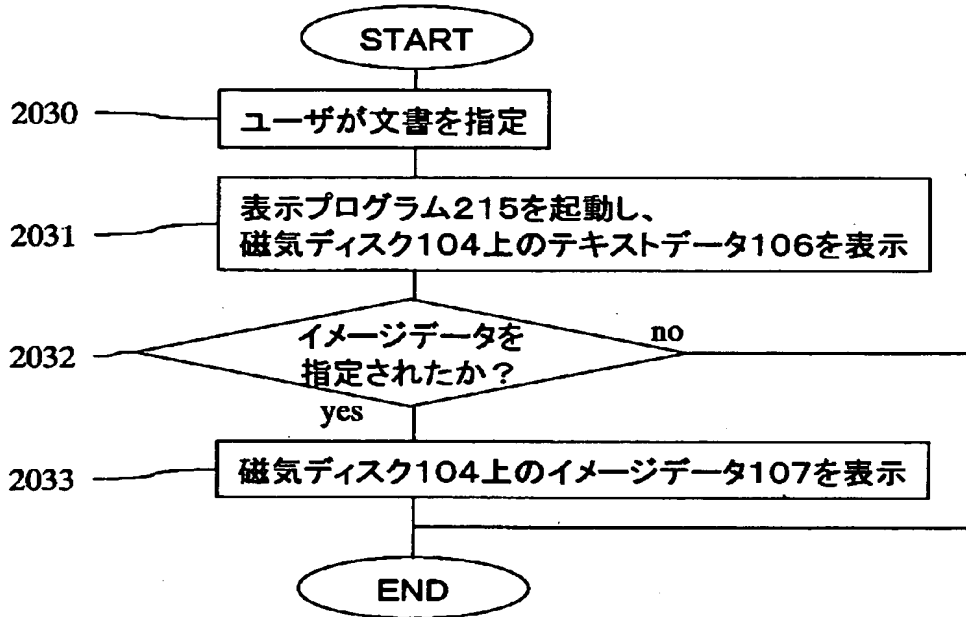 START
2030
ユーザが文書を指定
2031
表示プログラム215を起動し、
磁気ディスク104上のテキストデータ106を表示
2032
イメージデータを
指定されたか？
no
yes
2033
磁気ディスク104上のイメージデータ107を表示
END